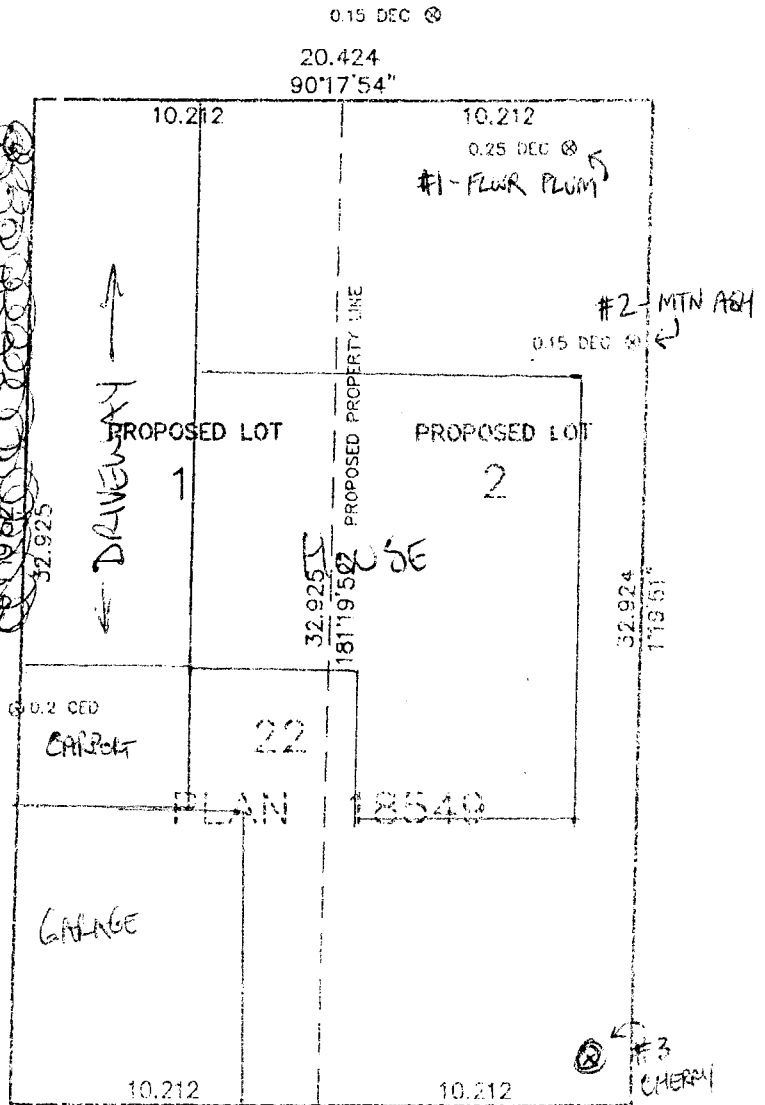 0.15 DEC
20.424
90°17'54"
10.212
10.212
0.25 DEC
#1-FLWR PLUM
#2-MTN ASH
0.15 DEC
PROPOSED PROPERTY LINE
DRIVEWAY
PROPOSED LOT
1
PROPOSED LOT
2
HOUSE
32.925
32.925
181°19'52"
32.924
1°19'51"
0.2 CED
CARPORT
22
PLAN 18540
GARAGE
#3
CHERRY
10.212
10.212